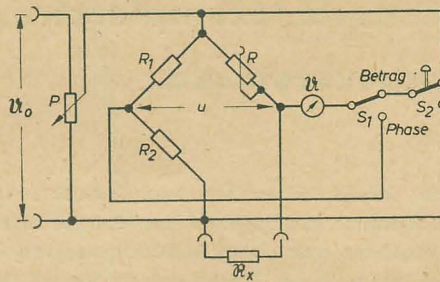 R₁
R
𝔘
Betrag
𝔘₀
P
u
S₁
S₂
Phase
R₂
ℜₓ